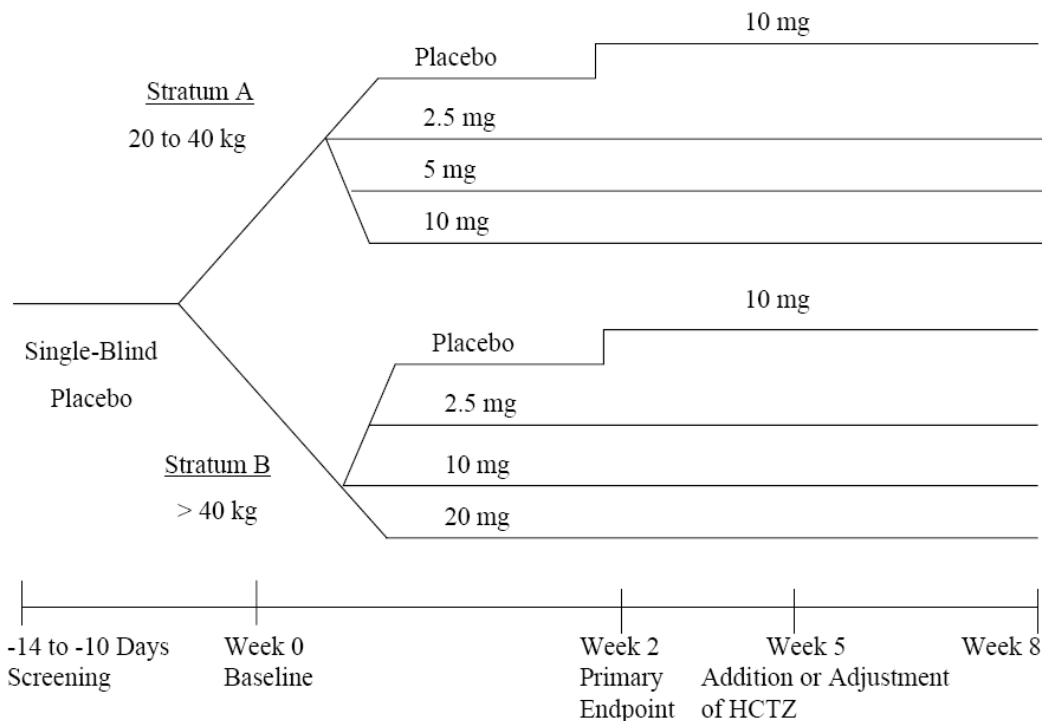 10 mg
Placebo
Stratum A
20 to 40 kg
2.5 mg
5 mg
10 mg
Single-Blind
Placebo
10 mg
Placebo
2.5 mg
Stratum B
> 40 kg
10 mg
20 mg
-14 to -10 Days
Screening
Week 0
Baseline
Week 2
Primary
Endpoint
Week 5
Addition or Adjustment
of HCTZ
Week 8